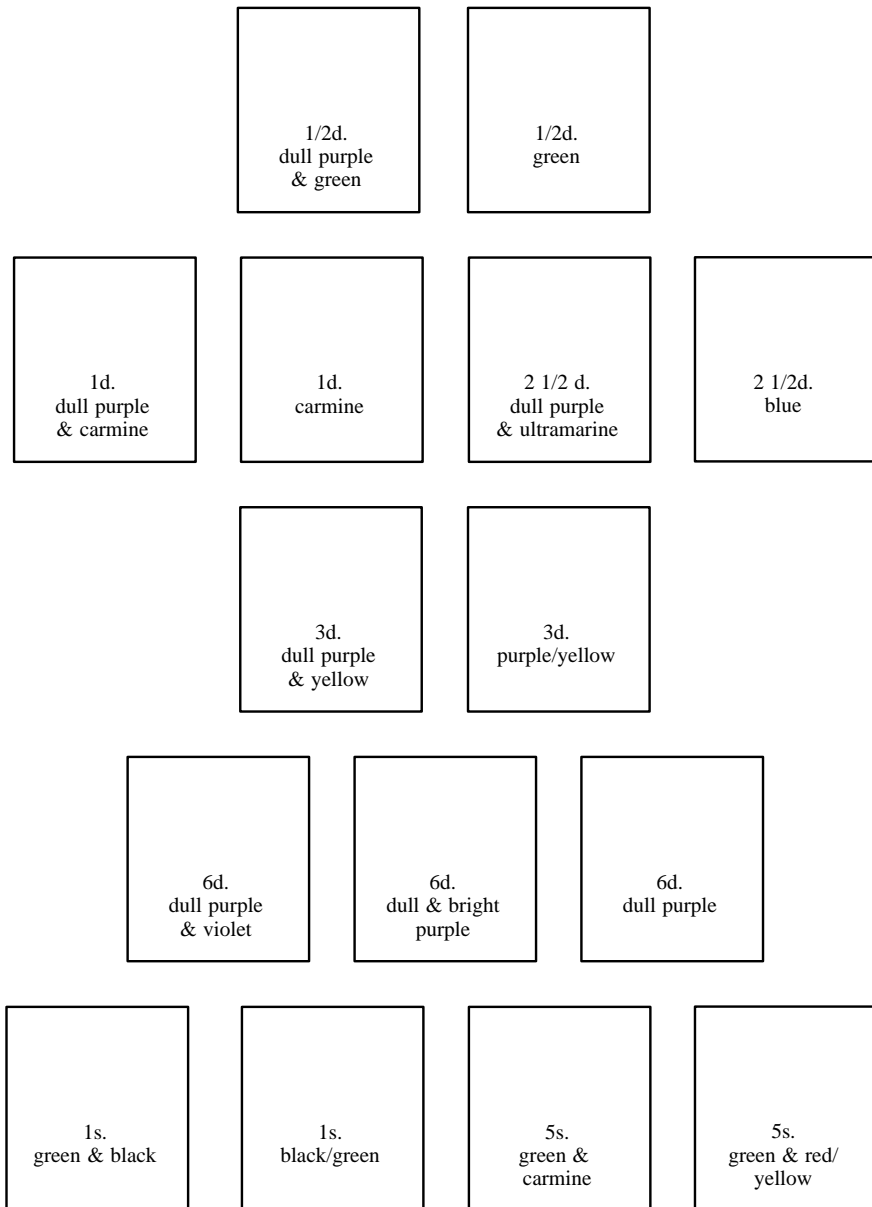 1/2d.
dull purple
& green
1/2d.
green
1d.
dull purple
& carmine
1d.
carmine
2 1/2 d.
dull purple
& ultramarine
2 1/2d.
blue
3d.
dull purple
& yellow
3d.
purple/yellow
6d.
dull purple
& violet
6d.
dull & bright
purple
6d.
dull purple
1s.
green & black
1s.
black/green
5s.
green &
carmine
5s.
green & red/
yellow